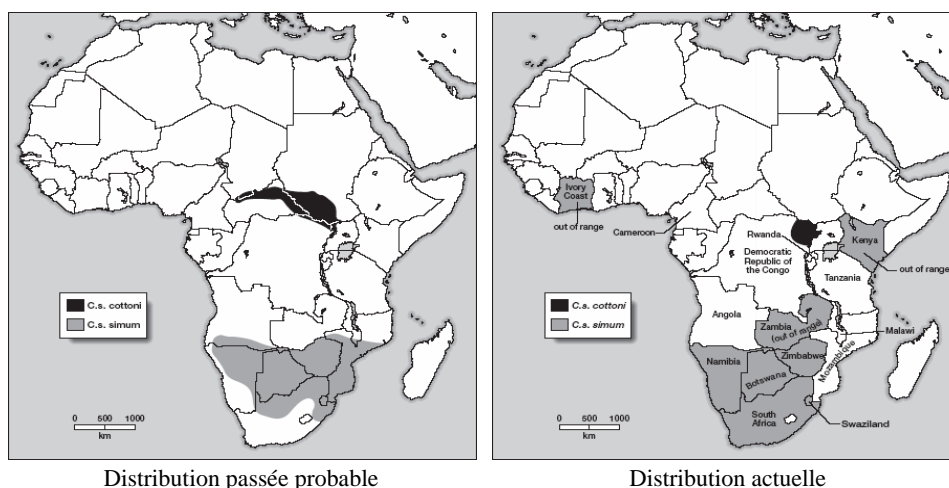 C.s. cottoni
C.s. simum
0 500 1000
km
Distribution passée probable
Ivory
Coast
out of range
Cameroon
Rwanda
Democratic
Republic of
the Congo
Kenya
out of range
Tanzania
Angola
Zambia
(out of range)
Malawi
Namibia
Zimbabwe
Botswana
Mozambique
South
Africa
Swaziland
C.s. cottoni
C.s. simum
0 500 1000
km
Distribution actuelle